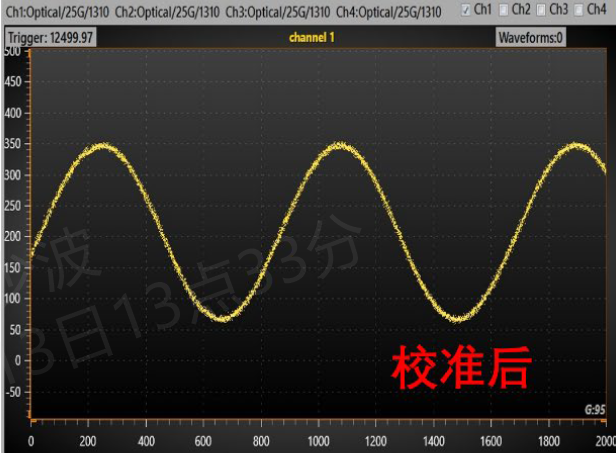 Ch1:Optical/25G/1310 Ch2:Optical/25G/1310 Ch3:Optical/25G/1310 Ch4:Optical/25G/1310 Ch1 Ch2 Ch3 Ch4
Trigger: 12499.97 channel 1 Waveforms:0
500
450
400
350
300
250
200
150
100
50
0
-50
波
13日13点33分
校准后
G:95
0 200 400 600 800 1000 1200 1400 1600 1800 2000